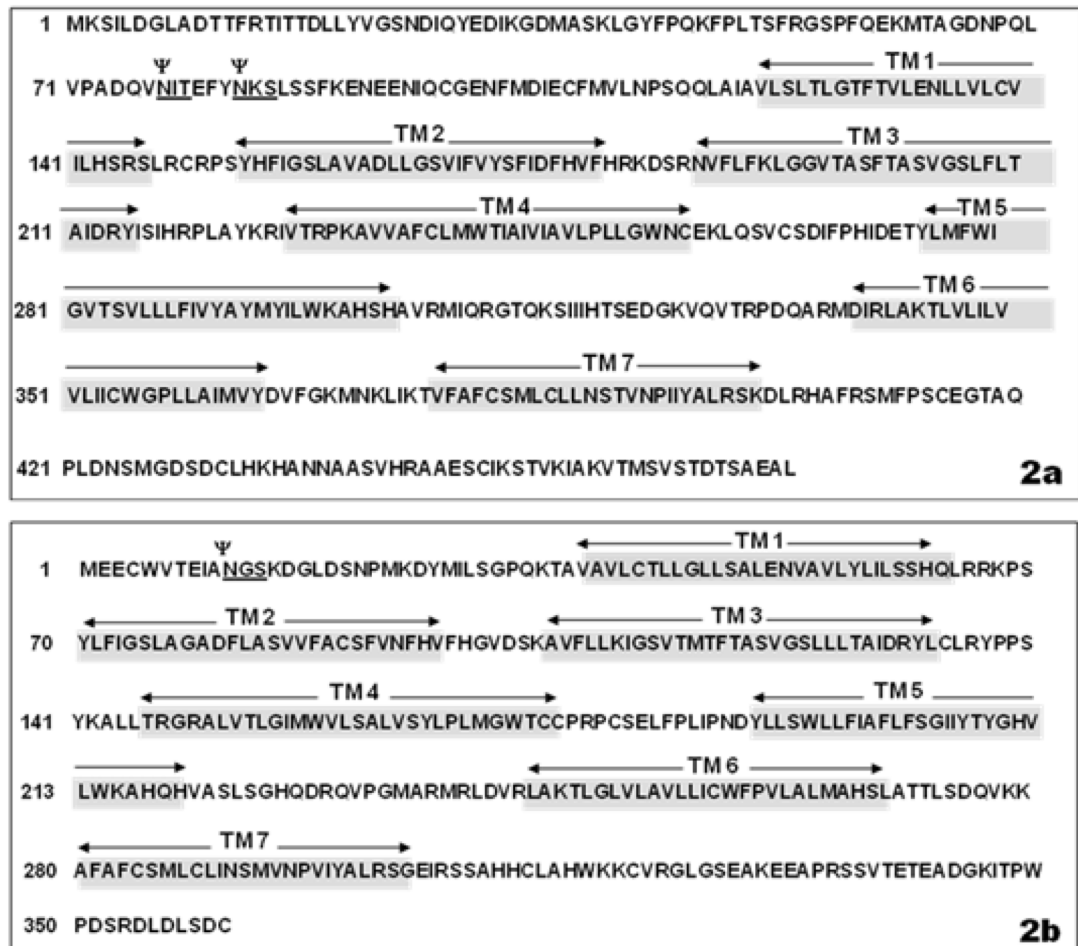 1 MKSILDGLADTTFRTITTDLLYVGSNDIQYEDIKGDMASKLGYFPQKFPLTSFRGSPFQEKMTAGDNPQL
Ψ Ψ TM 1
71 VPADQVNITEFYNKSLSSFKENEENIQCGENFMDIECFMVLNPSQQLAIAVLSLTLGTFTVLENLLVLCV
TM 2 TM 3
141 ILHSRSLRCRPSYHFIGSLAVADLLGSVIFVYSFIDFHVFHRKDSRNVFLFKLGGVTASFTASVGSLFLT
TM 4 TM 5
211 AIDRYISIHRPLAYKRIVTRPKAVVAFCLMWTIAIVIAVLPLLGWNCEKLQSVCSDIFPHIDETYLMFWI
TM 6
281 GVTSVLLLFIVYAYMYILWKAHSHAVRMIQRGTQKSIIIHTSEDGKVQVTRPDQARMDIRLAKTLVLILV
TM 7
351 VLIICWGPLLAIMVYDVFGKMNKLIKTVFAFCSMLCLLNSTVNPIIYALRSKDLRHAFRSMFPSCEGTAQ
421 PLDNSMGDSDCLHKHANNAASVHRAAESCIKSTVKIAKVTMSVSTDTSAEAL
2a
Ψ TM 1
1 MEECWVTEIANGSKDGLDSNPMKDYMILSGPQKTAVAVLCTLLGLLSALENVAVLYLILSSHQLRRKPS
TM 2 TM 3
70 YLFIGSLAGADFLASVVFACSFVNFHVFHGVDSKAVFLLKIGSVTMTFTASVGSLLLTAIDRYLCLRYPPS
TM 4 TM 5
141 YKALLTRGRALVTLGIMWVLSALVSYLPLMGWTCCPRPCSELFPLIPNDYLLSWLLFIAFLFSGIIYTYGHV
TM 6
213 LWKAHQHVASLSGHQDRQVPGMARMRLDVRLAKTLGLVLAVLLICWFPVLALMAHSLATTLSDQVKK
TM 7
280 AFAFCSMLCLINSMVNPVIYALRSGEIRSSAHHCLAHWKKCVRGLGSEAKEEAPRSSVTETEADGKITPW
350 PDSRDLDLSDC
2b